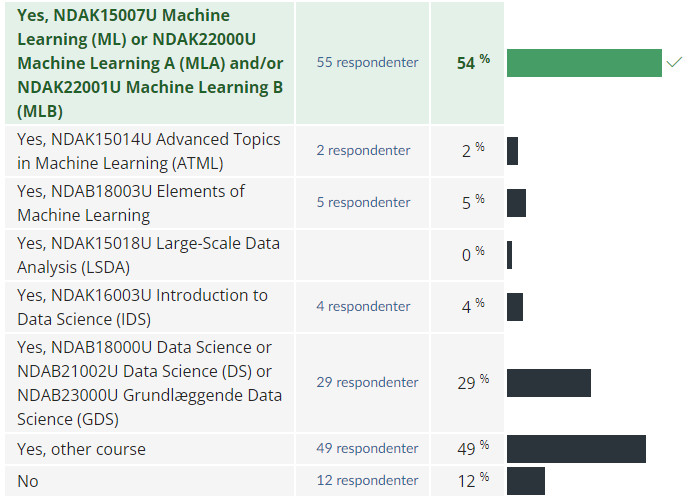 Yes, NDAK15007U Machine
Learning (ML) or NDAK22000U
Machine Learning A (MLA) and/or
NDAK22001U Machine Learning B
(MLB)
55 respondenter
54 %
Yes, NDAK15014U Advanced Topics
in Machine Learning (ATML)
2 respondenter
2 %
Yes, NDAB18003U Elements of
Machine Learning
5 respondenter
5 %
Yes, NDAK15018U Large-Scale Data
Analysis (LSDA)
0 %
Yes, NDAK16003U Introduction to
Data Science (IDS)
4 respondenter
4 %
Yes, NDAB18000U Data Science or
NDAB21002U Data Science (DS) or
NDAB23000U Grundlæggende Data
Science (GDS)
29 respondenter
29 %
Yes, other course
49 respondenter
49 %
No
12 respondenter
12 %